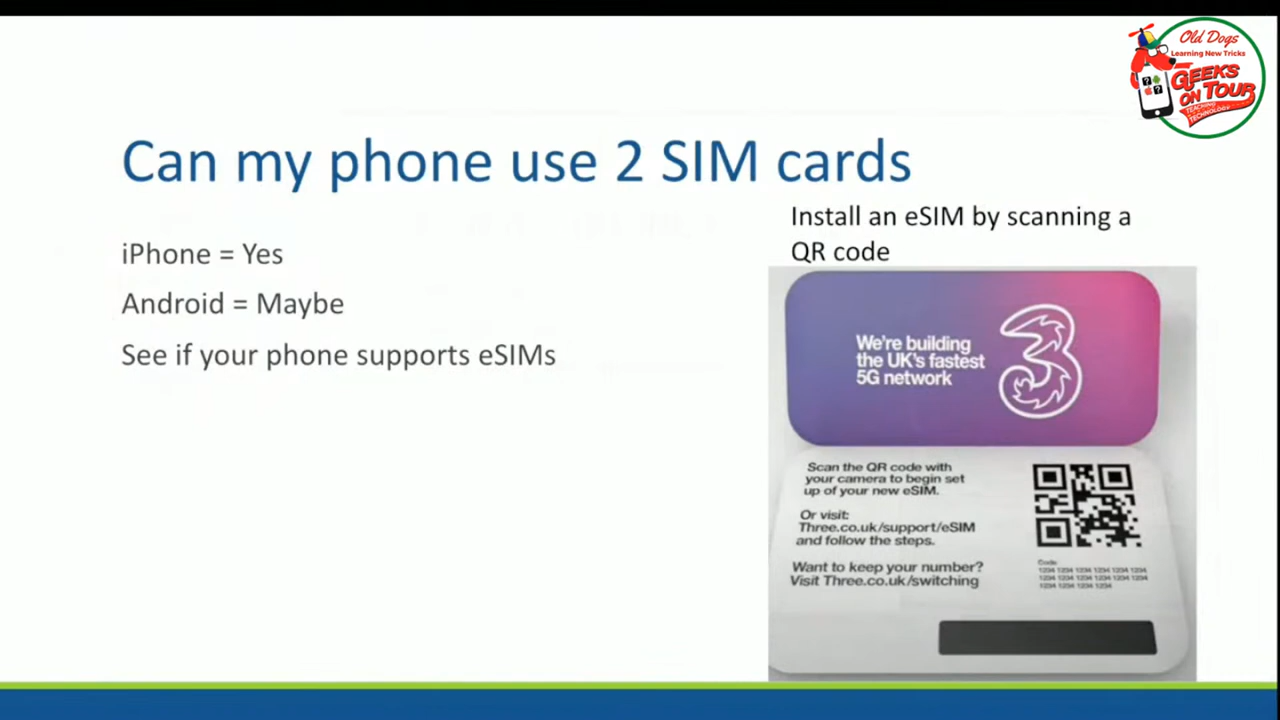 Old Dogs
Learning New Tricks
GEEKS
ON TOUR
TEACHING
TECHNOLOGY
Can my phone use 2 SIM cards
iPhone = Yes
Android = Maybe
See if your phone supports eSIMs
Install an eSIM by scanning a
QR code
We're building
the UK's fastest
5G network
3
Scan the QR code with
your camera to begin set
up of your new eSIM.
Or visit:
Three.co.uk/support/eSIM
and follow the steps.
Want to keep your number?
Visit Three.co.uk/switching
Code:
1234 1234 1234 1234 1234 1234
1234 1234 1234 1234 1234 1234
1234 1234 1234 1234